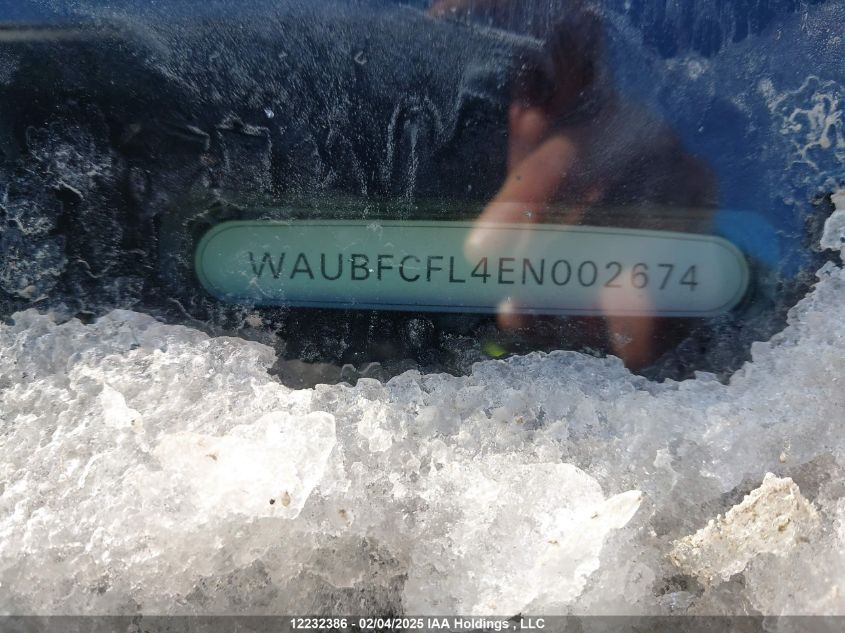 WAUBFCFL4EN002674
12232386 - 02/04/2025 IAA Holdings , LLC